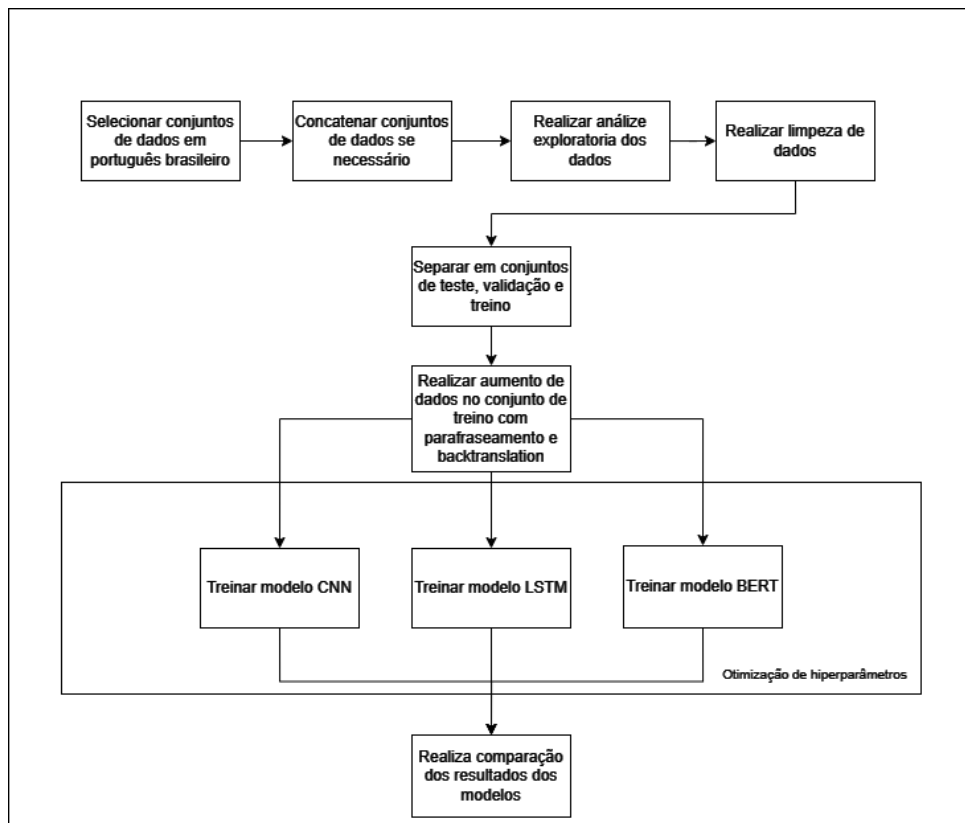 Selecionar conjuntos
de dados em
português brasileiro
Concatenar conjuntos
de dados se
necessário
Realizar análize
exploratoria dos
dados
Realizar limpeza de
dados
Separar em conjuntos
de teste, validação e
treino
Realizar aumento de
dados no conjunto de
treino com
parafraseamento e
backtranslation
Treinar modelo CNN
Treinar modelo LSTM
Treinar modelo BERT
Otimização de hiperparâmetros
Realiza comparação
dos resultados dos
modelos